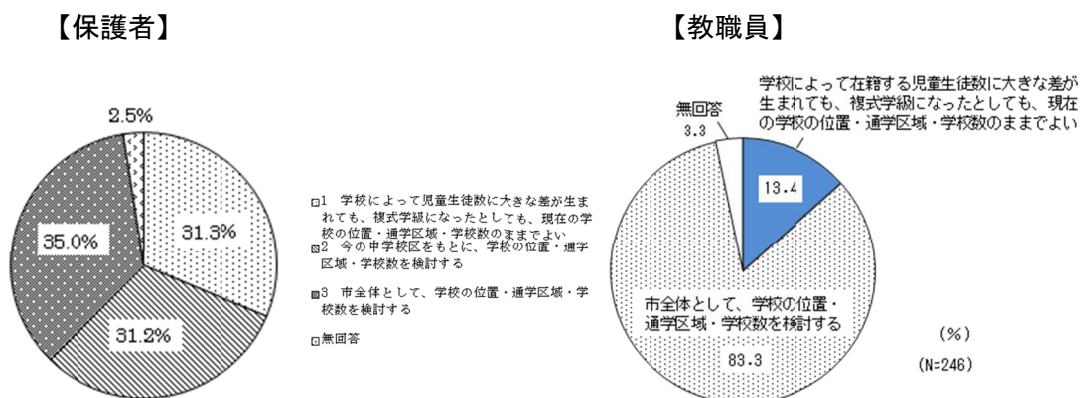 【保護者】
2.5%
35.0%
31.3%
31.2%
1 学校によって児童生徒数に大きな差が生ま
れても、複式学級になったとしても、現在の学
校の位置・通学区域・学校数のままでよい
2 今の中学校区をもとに、学校の位置・通学
区域・学校数を検討する
3 市全体として、学校の位置・通学区域・学
校数を検討する
無回答
【教職員】
学校によって在籍する児童生徒数に大きな差が
生まれても、複式学級になったとしても、現在
の学校の位置・通学区域・学校数のままでよい
無回答
3.3
13.4
市全体として、学校の位置・
通学区域・学校数を検討する
83.3
(%)
(N=246)